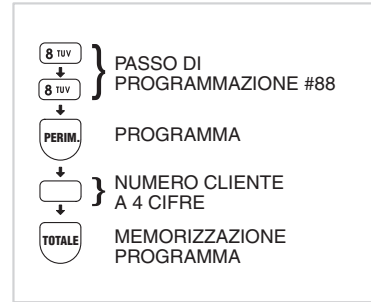 8 TUV
PASSO DI
PROGRAMMAZIONE #88
8 TUV
PERIM.
PROGRAMMA
NUMERO CLIENTE
A 4 CIFRE
TOTALE
MEMORIZZAZIONE
PROGRAMMA